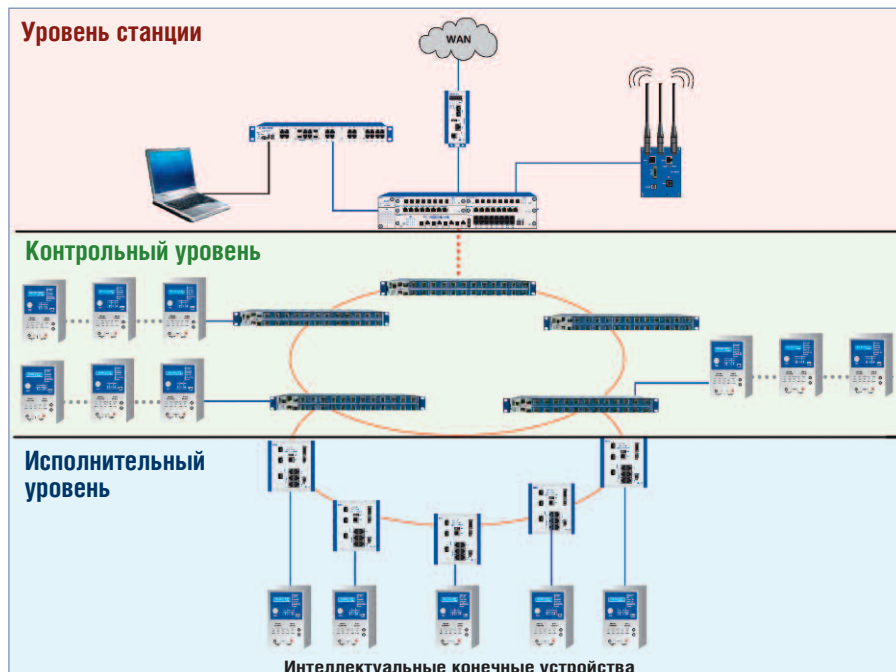 Уровень станции
WAN
Контрольный уровень
Исполнительный
уровень
Интеллектуальные конечные устройства